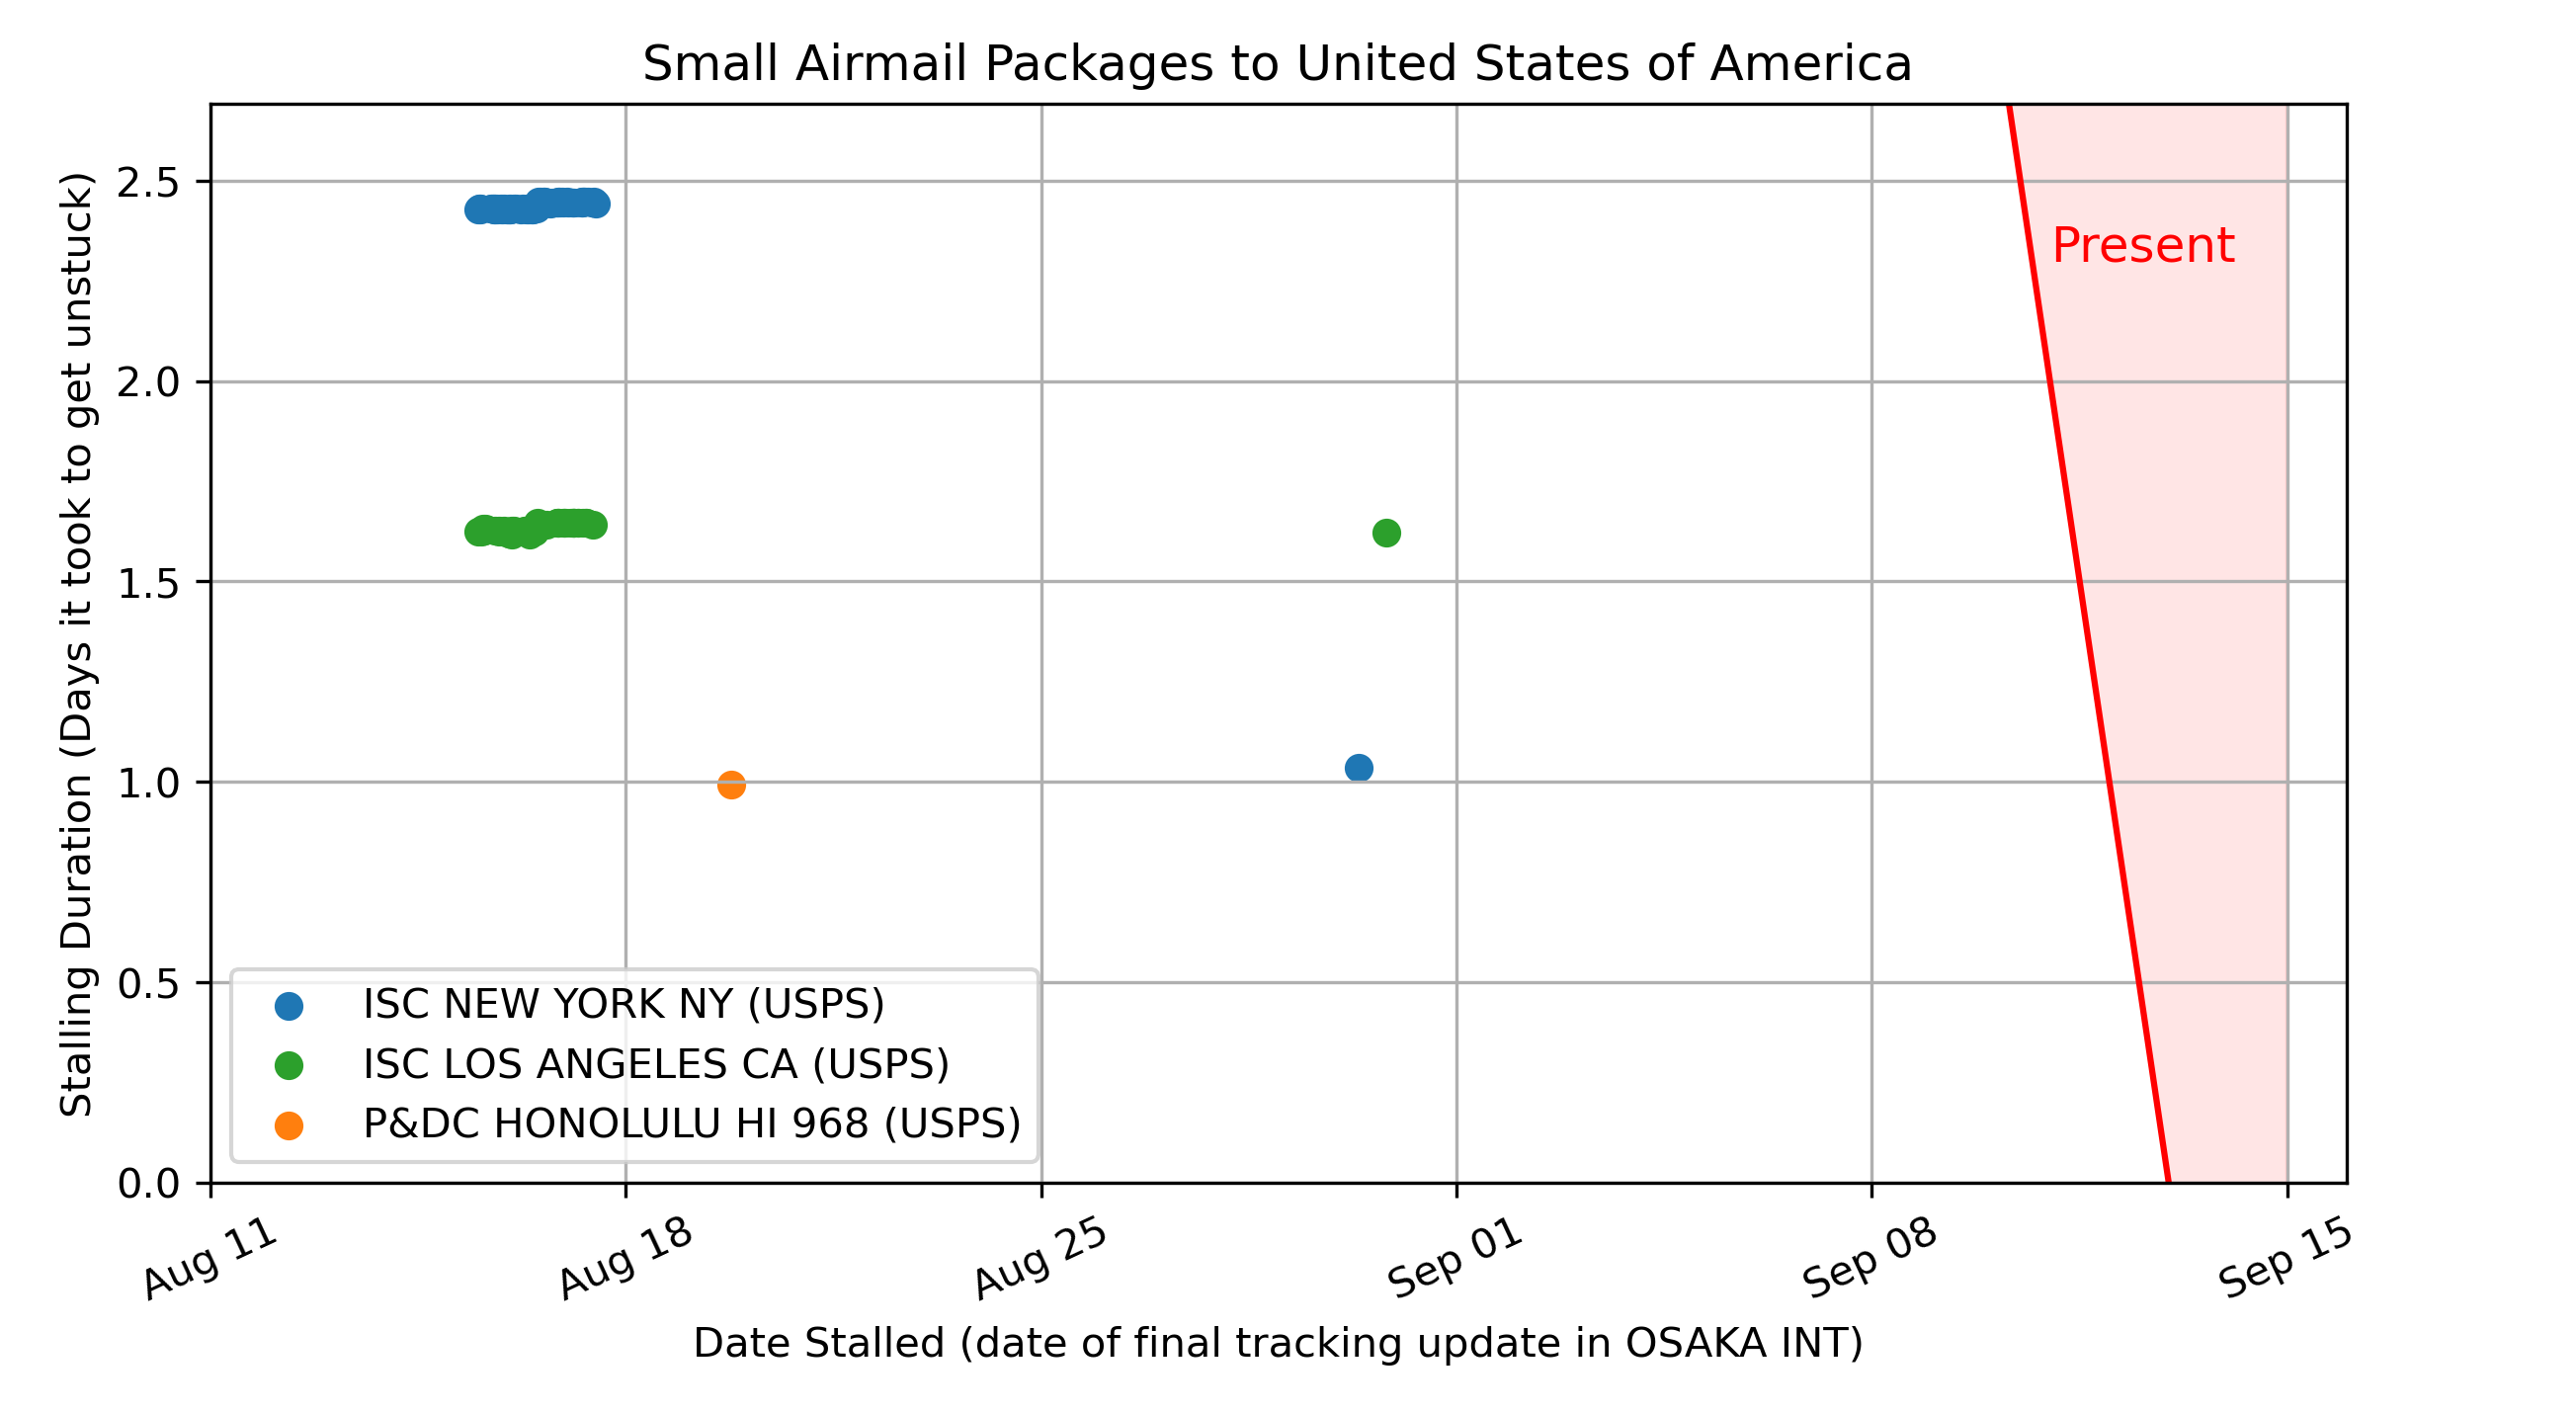 Small Airmail Packages to United States of America
Stalling Duration (Days it took to get unstuck)
2.5
2.0
1.5
1.0
0.5
0.0
Present
ISC NEW YORK NY (USPS)
ISC LOS ANGELES CA (USPS)
P&DC HONOLULU HI 968 (USPS)
Aug 11
Aug 18
Aug 25
Sep 01
Sep 08
Sep 15
Date Stalled (date of final tracking update in OSAKA INT)